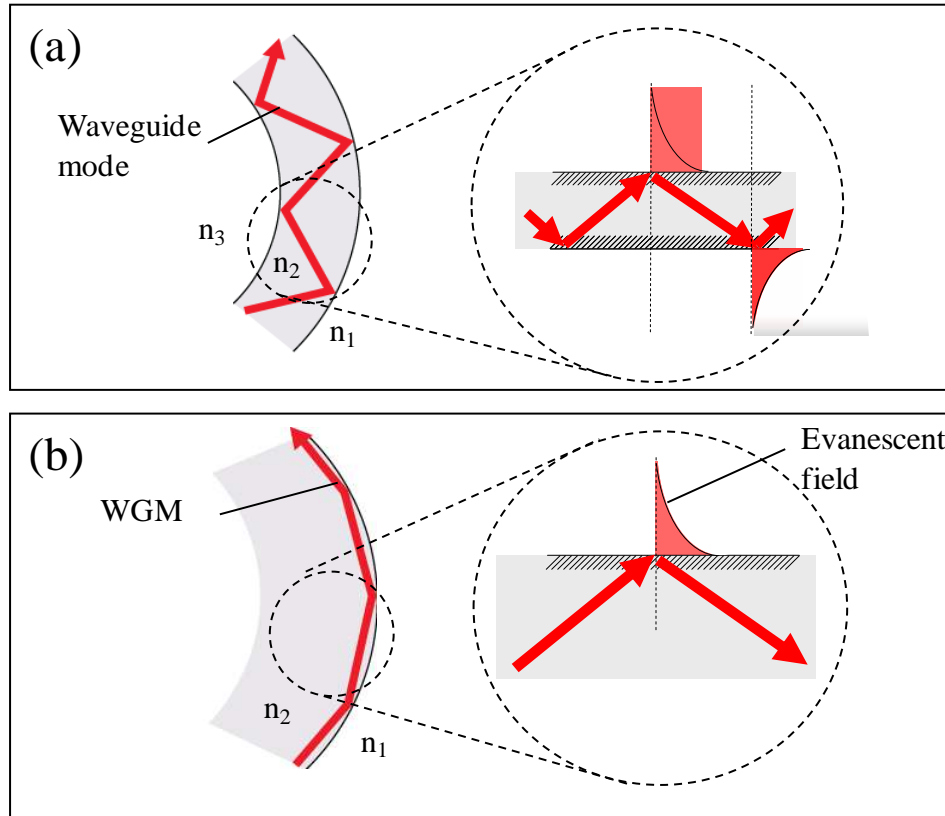 (a)
Waveguide
mode
n₃
n₂
n₁
(b)
Evanescent
field
WGM
n₂
n₁